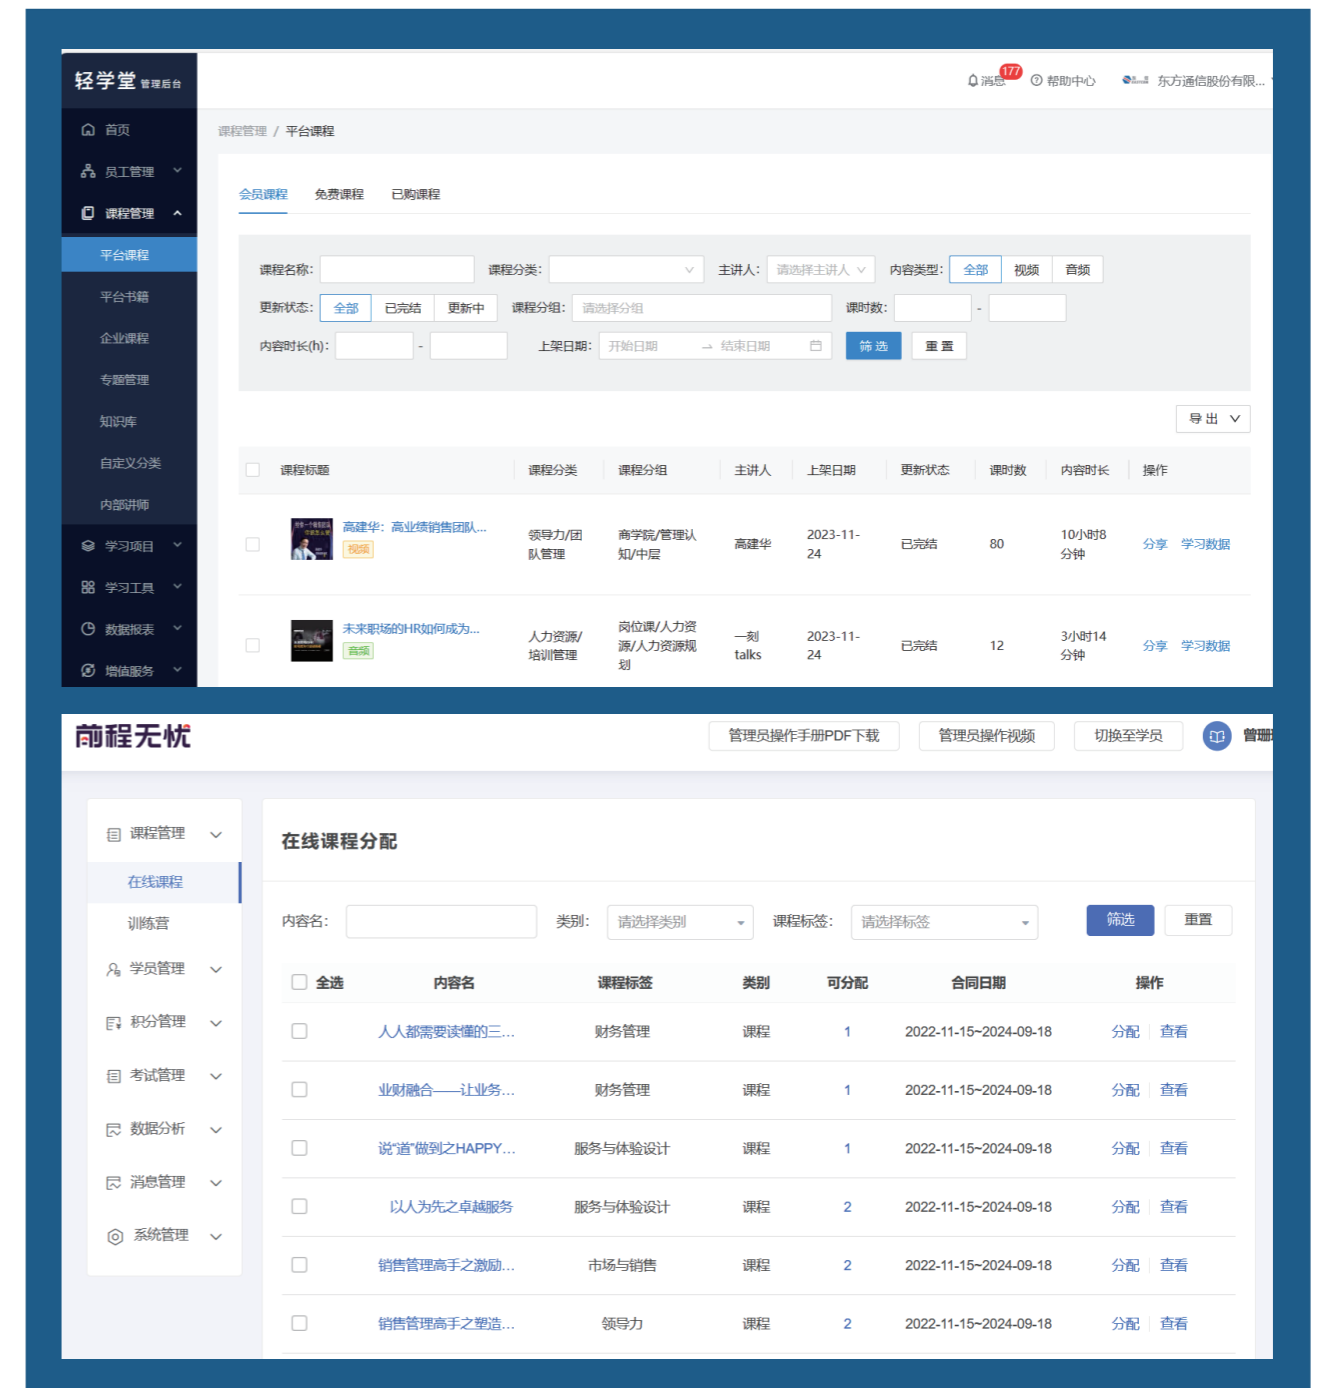 轻学堂 管理后台
消息 177 帮助中心 东方通信股份有限...
首页
员工管理
课程管理
平台课程
平台书籍
企业课程
专题管理
知识库
自定义分类
内部讲师
学习项目
学习工具
数据报表
增值服务
课程管理 / 平台课程
会员课程 免费课程 已购课程
课程名称: 课程分类: 主讲人: 请选择主讲人 内容类型: 全部 视频 音频
更新状态: 全部 已完结 更新中 课程分组: 请选择分组 课时数: -
内容时长(h): - 上架日期: 开始日期 → 结束日期 筛 选 重 置
导 出
课程标题 课程分类 课程分组 主讲人 上架日期 更新状态 课时数 内容时长 操作
高建华：高业绩销售团队... 视频 领导力/团队管理 商学院/管理认知/中层 高建华 2023-11-24 已完结 80 10小时8分钟 分享 学习数据
未来职场的HR如何成为... 音频 人力资源/培训管理 岗位课/人力资源/人力资源规划 一刻talks 2023-11-24 已完结 12 3小时14分钟 分享 学习数据
前程无忧
管理员操作手册PDF下载 管理员操作视频 切换至学员
课程管理
在线课程
训练营
学员管理
积分管理
考试管理
数据分析
消息管理
系统管理
在线课程分配
内容名: 类别: 请选择类别 课程标签: 请选择标签 筛选 重置
全选 内容名 课程标签 类别 可分配 合同日期 操作
人人都需要读懂的三... 财务管理 课程 1 2022-11-15~2024-09-18 分配 查看
业财融合——让业务... 财务管理 课程 1 2022-11-15~2024-09-18 分配 查看
说“道”做到之HAPPY... 服务与体验设计 课程 1 2022-11-15~2024-09-18 分配 查看
以人为先之卓越服务 服务与体验设计 课程 2 2022-11-15~2024-09-18 分配 查看
销售管理高手之激励... 市场与销售 课程 2 2022-11-15~2024-09-18 分配 查看
销售管理高手之塑造... 领导力 课程 2 2022-11-15~2024-09-18 分配 查看